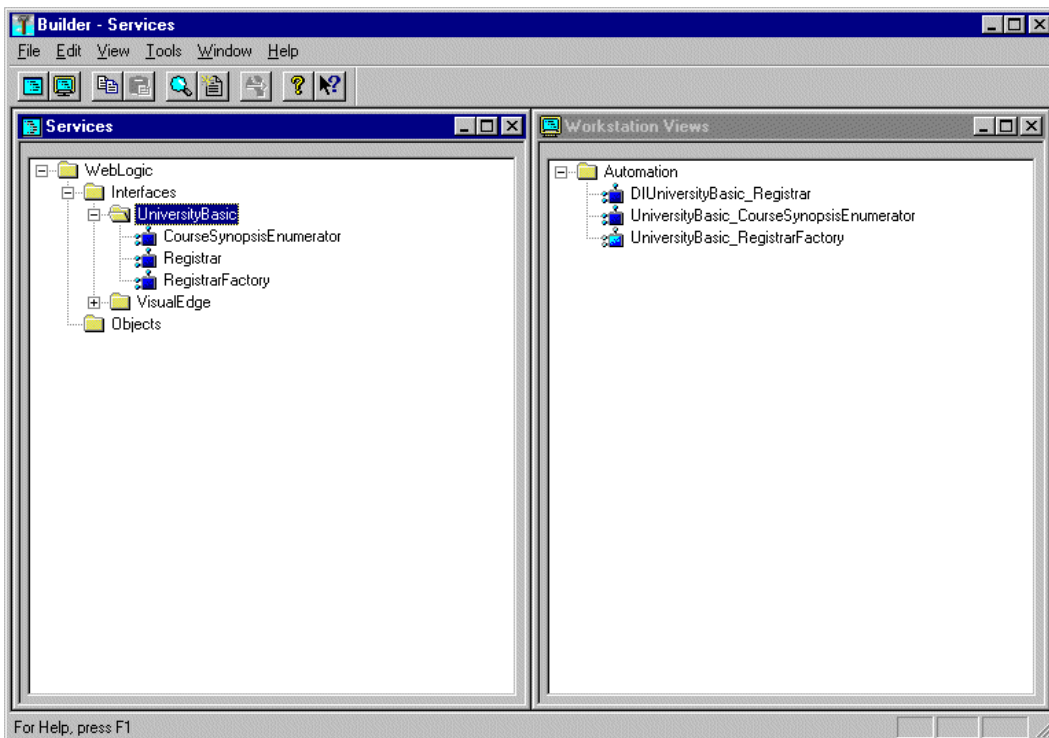 Builder - Services
File Edit View Tools Window Help
Services
WebLogic
Interfaces
UniversityBasic
CourseSynopsisEnumerator
Registrar
RegistrarFactory
VisualEdge
Objects
Workstation Views
Automation
DIUniversityBasic_Registrar
UniversityBasic_CourseSynopsisEnumerator
UniversityBasic_RegistrarFactory
For Help, press F1